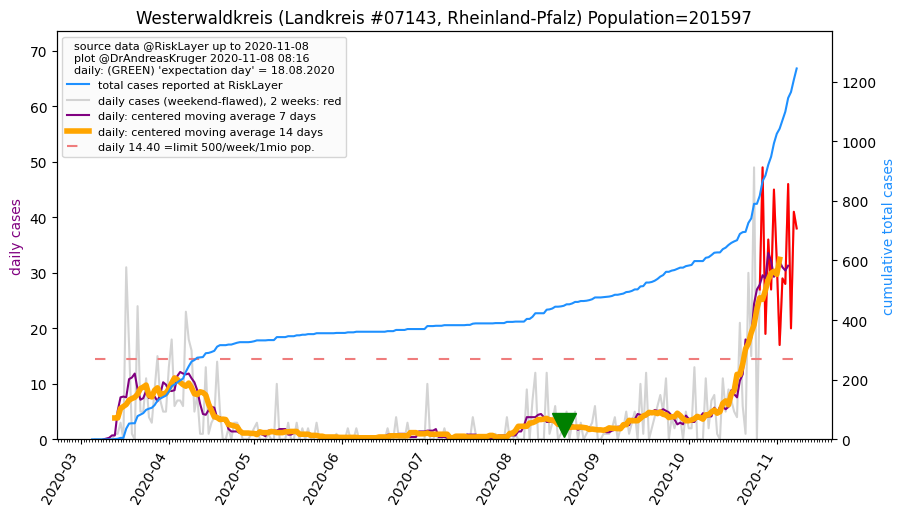 Westerwaldkreis (Landkreis #07143, Rheinland-Pfalz) Population=201597
source data @RiskLayer up to 2020-11-08
plot @DrAndreasKruger 2020-11-08 08:16
daily: (GREEN) 'expectation day' = 18.08.2020
total cases reported at RiskLayer
daily cases (weekend-flawed), 2 weeks: red
daily: centered moving average 7 days
daily: centered moving average 14 days
daily 14.40 =limit 500/week/1mio pop.
daily cases
70
60
50
40
30
20
10
0
1200
1000
800
600
400
200
0
cumulative total cases
2020-03
2020-04
2020-05
2020-06
2020-07
2020-08
2020-09
2020-10
2020-11